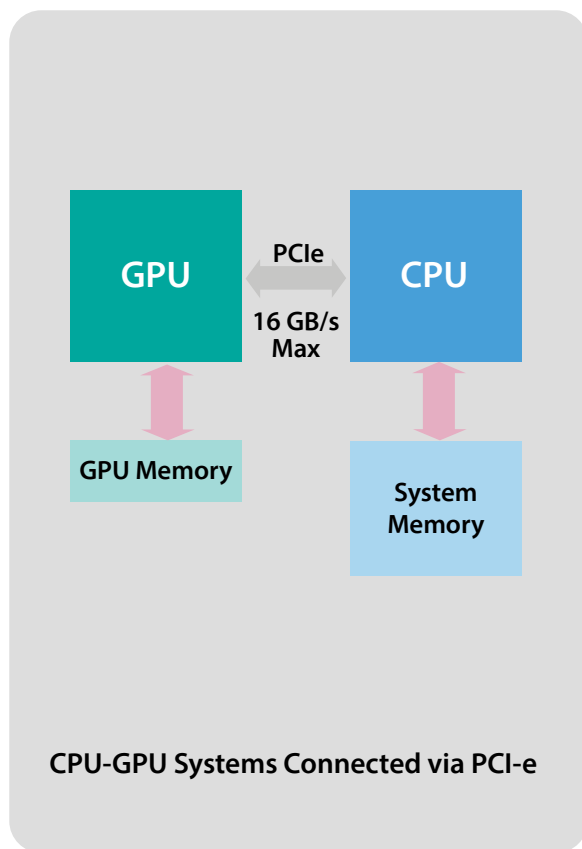 GPU
PCIe
16 GB/s
Max
CPU
GPU Memory
System
Memory
CPU-GPU Systems Connected via PCI-e